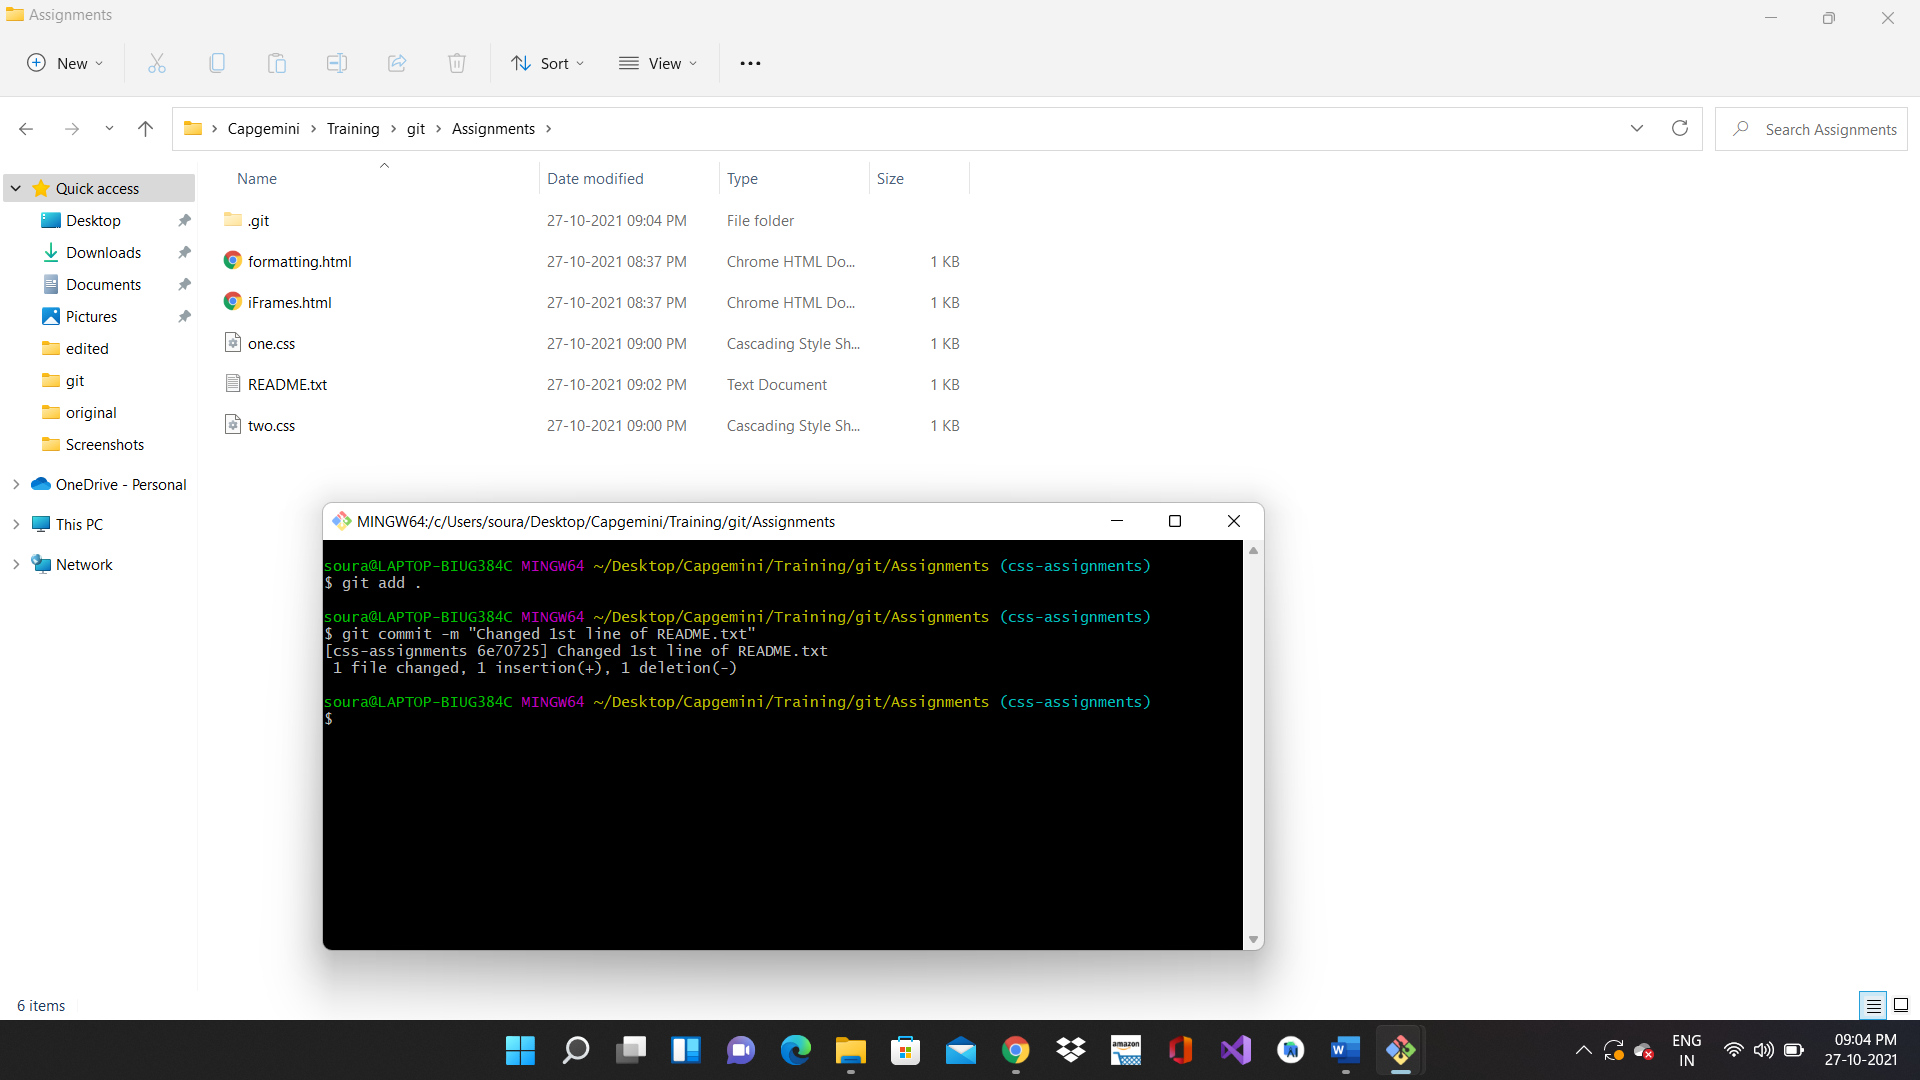 Assignments
New
Sort
View
Capgemini > Training > git > Assignments >
Search Assignments
Name
Date modified
Type
Size
Quick access
Desktop
Downloads
Documents
Pictures
edited
git
original
Screenshots
OneDrive - Personal
This PC
Network
.git 27-10-2021 09:04 PM File folder
formatting.html 27-10-2021 08:37 PM Chrome HTML Do... 1 KB
iFrames.html 27-10-2021 08:37 PM Chrome HTML Do... 1 KB
one.css 27-10-2021 09:00 PM Cascading Style Sh... 1 KB
README.txt 27-10-2021 09:02 PM Text Document 1 KB
two.css 27-10-2021 09:00 PM Cascading Style Sh... 1 KB
MINGW64:/c/Users/soura/Desktop/Capgemini/Training/git/Assignments
soura@LAPTOP-BIUG384C MINGW64 ~/Desktop/Capgemini/Training/git/Assignments (css-assignments)
$ git add .
soura@LAPTOP-BIUG384C MINGW64 ~/Desktop/Capgemini/Training/git/Assignments (css-assignments)
$ git commit -m "Changed 1st line of README.txt"
[css-assignments 6e70725] Changed 1st line of README.txt
1 file changed, 1 insertion(+), 1 deletion(-)
soura@LAPTOP-BIUG384C MINGW64 ~/Desktop/Capgemini/Training/git/Assignments (css-assignments)
$
6 items
amazon
W
ENG
IN
09:04 PM
27-10-2021